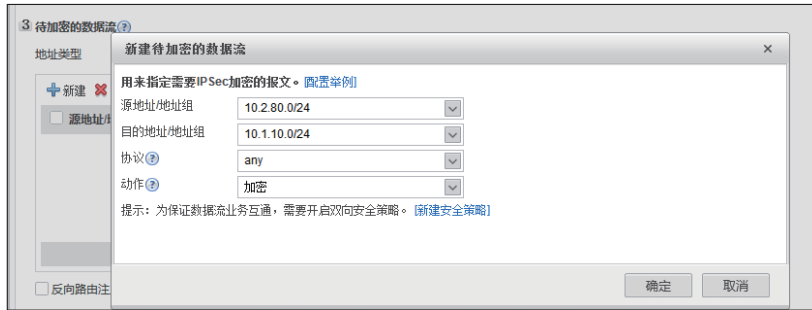 3 待加密的数据流
地址类型
新建待加密的数据流
新建
用来指定需要IPSec加密的报文。[配置举例]
源地址/地址组 10.2.80.0/24
源地址/
目的地址/地址组 10.1.10.0/24
协议 any
动作 加密
提示：为保证数据流业务互通，需要开启双向安全策略。 [新建安全策略]
确定 取消
反向路由注